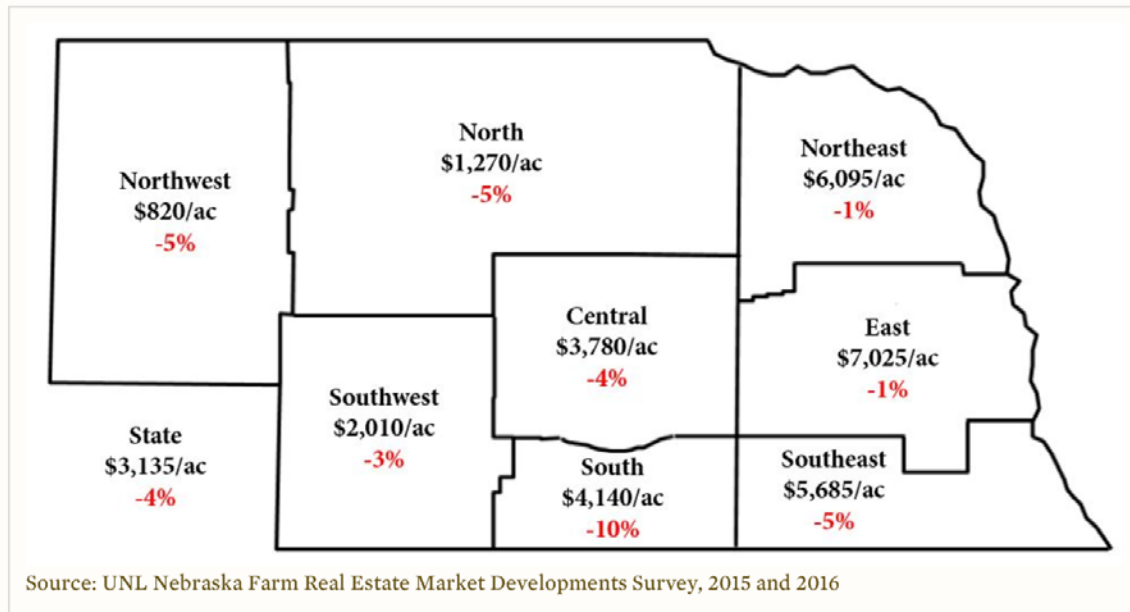 North
$1,270/ac
-5%
Northeast
$6,095/ac
-1%
Northwest
$820/ac
-5%
Central
$3,780/ac
-4%
East
$7,025/ac
-1%
Southwest
$2,010/ac
-3%
State
$3,135/ac
-4%
South
$4,140/ac
-10%
Southeast
$5,685/ac
-5%
Source: UNL Nebraska Farm Real Estate Market Developments Survey, 2015 and 2016